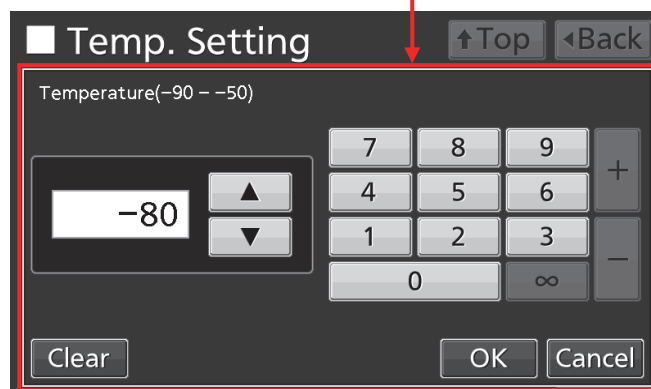 Temp. Setting ↑Top ◂Back
Temperature(−90 – −50)
7 8 9 +
−80 ▲ 4 5 6
▼ 1 2 3 −
0 ∞
Clear OK Cancel